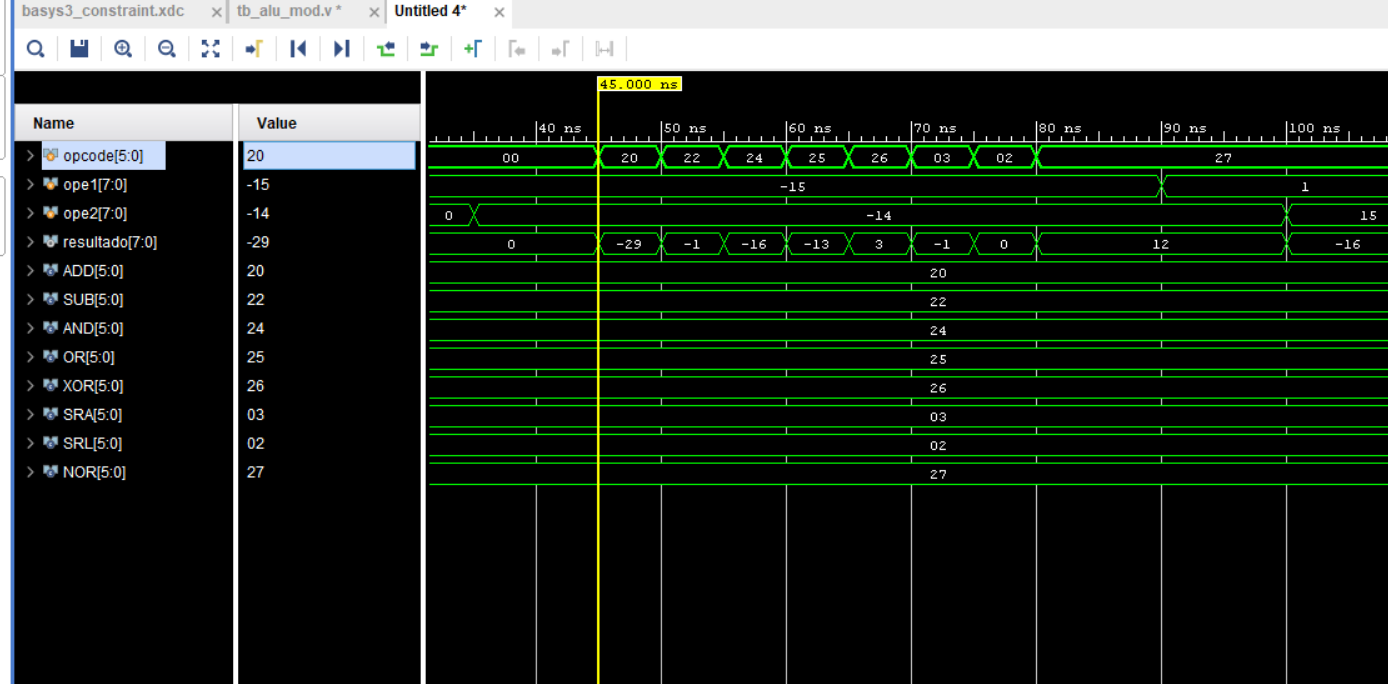 basys3_constraint.xdc × tb_alu_mod.v * × Untitled 4* ×
45.000 ns
Name Value
40 ns 50 ns 60 ns 70 ns 80 ns 90 ns 100 ns
opcode[5:0] 20 00 20 22 24 25 26 03 02 27
ope1[7:0] -15 -15 1
ope2[7:0] -14 0 -14 15
resultado[7:0] -29 0 -29 -1 -16 -13 3 -1 0 12 -16
ADD[5:0] 20 20
SUB[5:0] 22 22
AND[5:0] 24 24
OR[5:0] 25 25
XOR[5:0] 26 26
SRA[5:0] 03 03
SRL[5:0] 02 02
NOR[5:0] 27 27